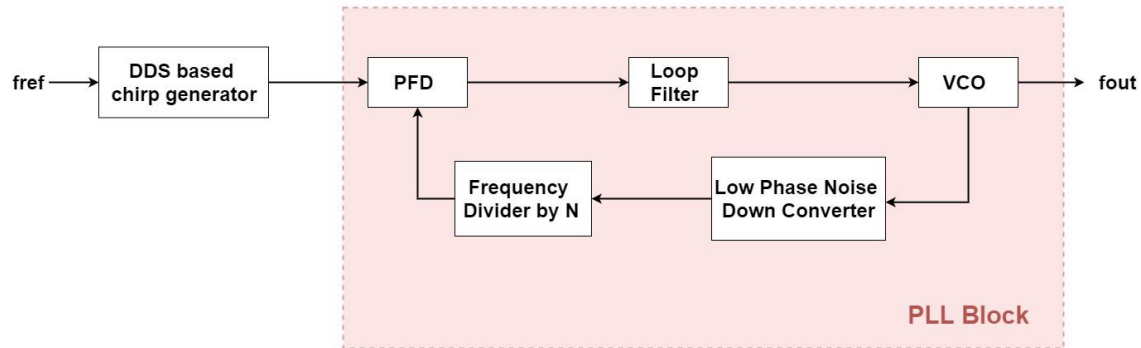 fref
DDS based
chirp generator
PFD
Loop
Filter
VCO
fout
Frequency
Divider by N
Low Phase Noise
Down Converter
PLL Block